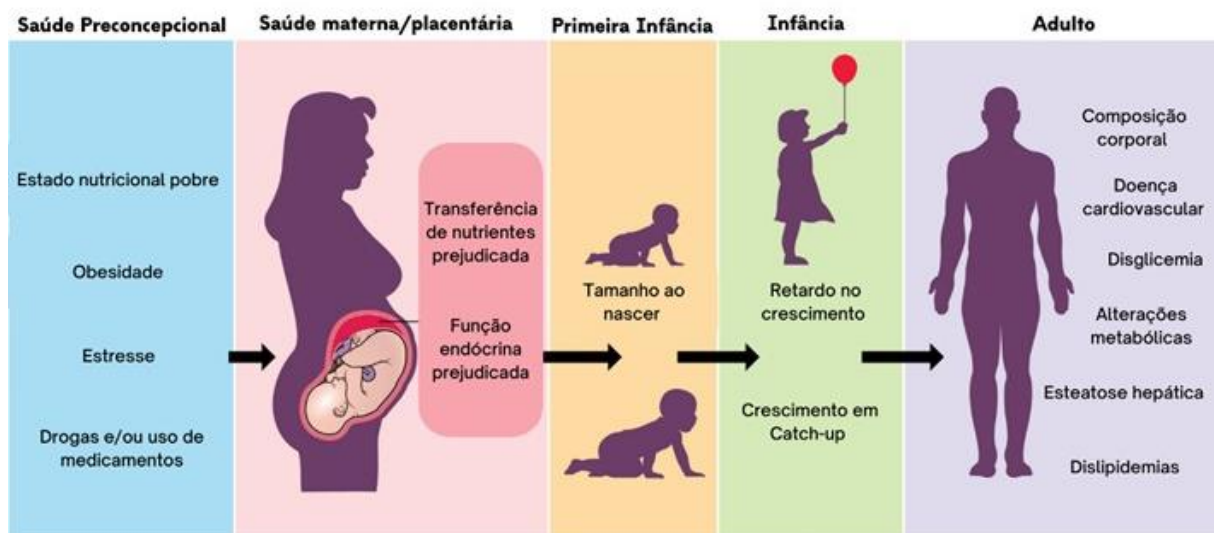 Saúde Preconcepcional
Saúde materna/placentária
Primeira Infância
Infância
Adulto
Estado nutricional pobre
Obesidade
Estresse
Drogas e/ou uso de
medicamentos
Transferência
de nutrientes
prejudicada
Função
endócrina
prejudicada
Tamanho ao
nascer
Retardo no
crescimento
Crescimento em
Catch-up
Composição
corporal
Doença
cardiovascular
Disglicemia
Alterações
metabólicas
Esteatose hepática
Dislipidemias